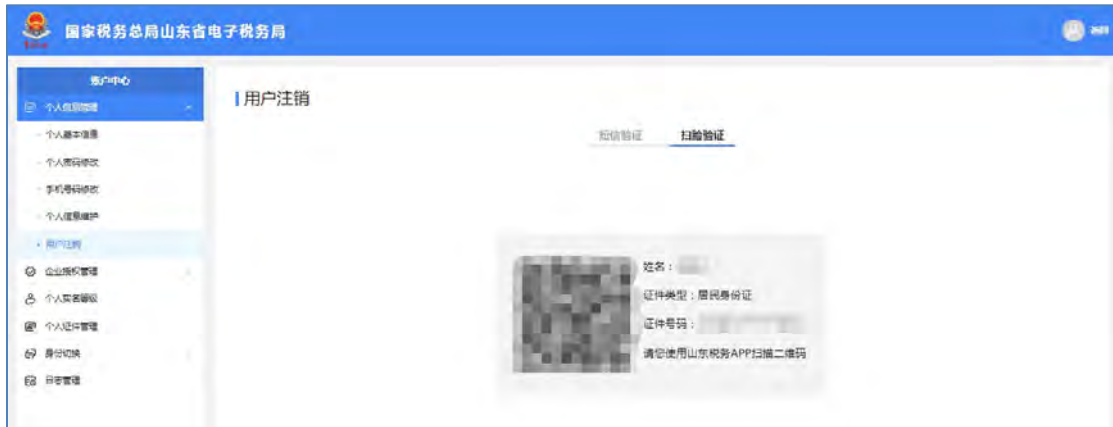 国家税务总局山东省电子税务局
账户中心
个人信息管理
个人基本信息
个人密码修改
手机号码修改
个人信息维护
用户注销
企业授权管理
个人实名等级
个人证件管理
身份切换
日志管理
用户注销
短信验证
扫脸验证
姓名：
证件类型：居民身份证
证件号码：
请您使用山东税务APP扫描二维码